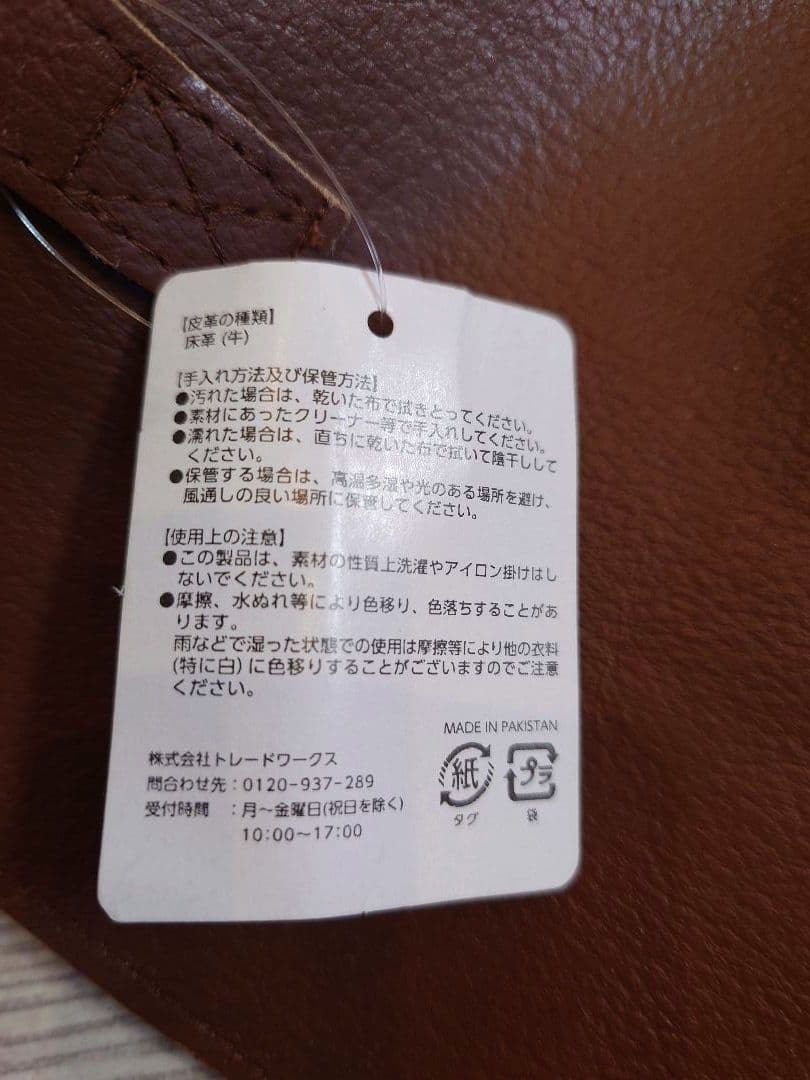 【皮革の種類】
床革 (牛)
【手入れ方法及び保管方法】
●汚れた場合は、乾いた布で拭きとってください。
●素材にあったクリーナー等で手入れしてください。
●濡れた場合は、直ちに乾いた布で拭いて陰干しして
ください。
●保管する場合は、高温多湿や光のある場所を避け、
風通しの良い場所に保管してください。
【使用上の注意】
●この製品は、素材の性質上洗濯やアイロン掛けはし
ないでください。
●摩擦、水ぬれ等により色移り、色落ちすることがあ
ります。
雨などで湿った状態での使用は摩擦等により他の衣料
(特に白)に色移りすることがございますのでご注意
ください。
MADE IN PAKISTAN
株式会社トレードワークス
問合わせ先：0120-937-289
受付時間　：月～金曜日(祝日を除く)
10:00～17:00
紙
タグ
プラ
袋